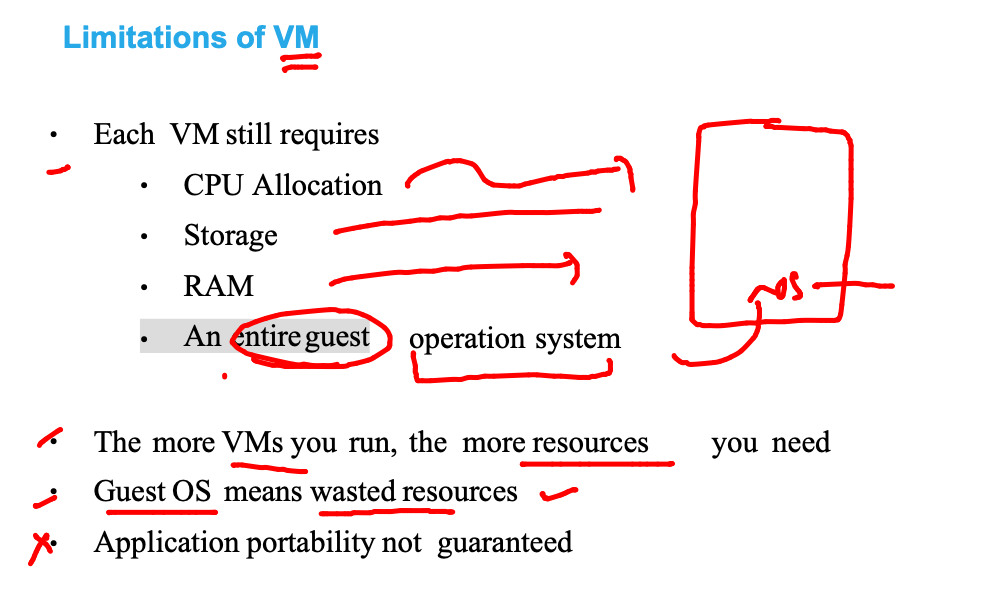 Limitations of VM
• Each VM still requires
• CPU Allocation
• Storage
• RAM
• An entire guest operation system
OS
• The more VMs you run, the more resources you need
• Guest OS means wasted resources
• Application portability not guaranteed